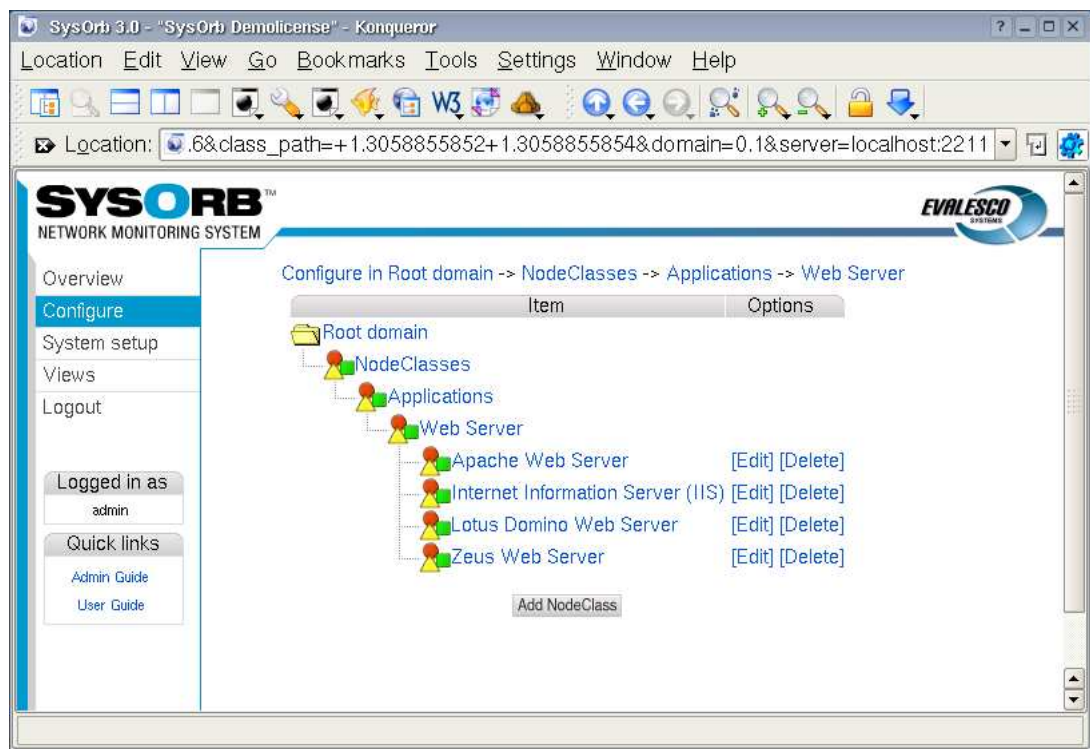 SysOrb 3.0 - "SysOrb Demolicense" - Konqueror
Location Edit View Go Bookmarks Tools Settings Window Help
W3
Location: .6&class_path=+1.3058855852+1.3058855854&domain=0.1&server=localhost:2211
SYSORB™
NETWORK MONITORING SYSTEM
EVALESCO
SYSTEMS
Overview
Configure
System setup
Views
Logout
Logged in as
admin
Quick links
Admin Guide
User Guide
Configure in Root domain -> NodeClasses -> Applications -> Web Server
Item Options
Root domain
NodeClasses
Applications
Web Server
Apache Web Server [Edit] [Delete]
Internet Information Server (IIS) [Edit] [Delete]
Lotus Domino Web Server [Edit] [Delete]
Zeus Web Server [Edit] [Delete]
Add NodeClass